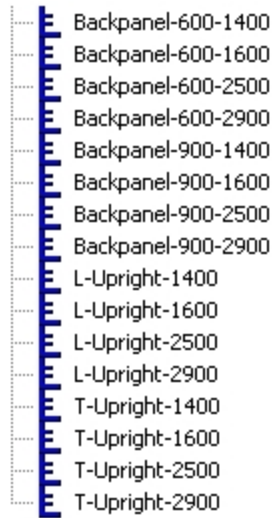 Backpanel-600-1400
Backpanel-600-1600
Backpanel-600-2500
Backpanel-600-2900
Backpanel-900-1400
Backpanel-900-1600
Backpanel-900-2500
Backpanel-900-2900
L-Upright-1400
L-Upright-1600
L-Upright-2500
L-Upright-2900
T-Upright-1400
T-Upright-1600
T-Upright-2500
T-Upright-2900